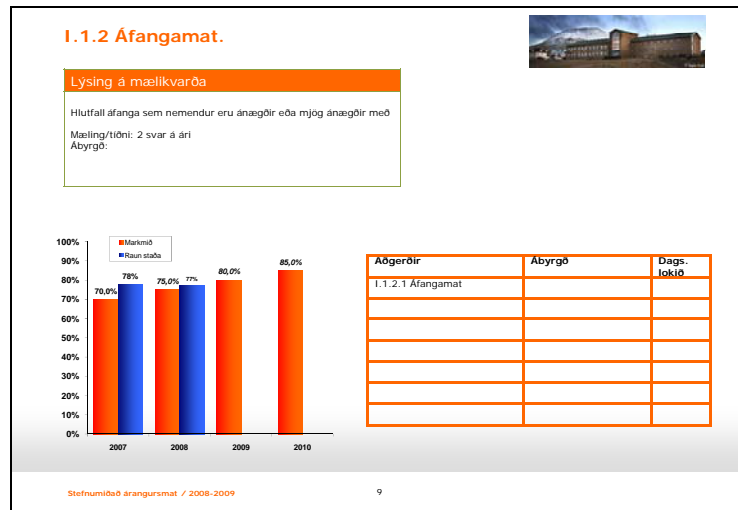 I.1.2 Áfangamat.
Lýsing á mælikvarða
Hlutfall áfanga sem nemendur eru ánægðir eða mjög ánægðir með
Mæling/tíðni: 2 svar á ári
Ábyrgð:
Markmið
Raun staða
100%
90%
80%
70%
60%
50%
40%
30%
20%
10%
0%
70,0%
78%
75,0%
77%
80,0%
85,0%
2007
2008
2009
2010
Aðgerðir Ábyrgð Dags. lokið
I.1.2.1 Áfangamat
Stefnumiðað árangursmat / 2008-2009
9